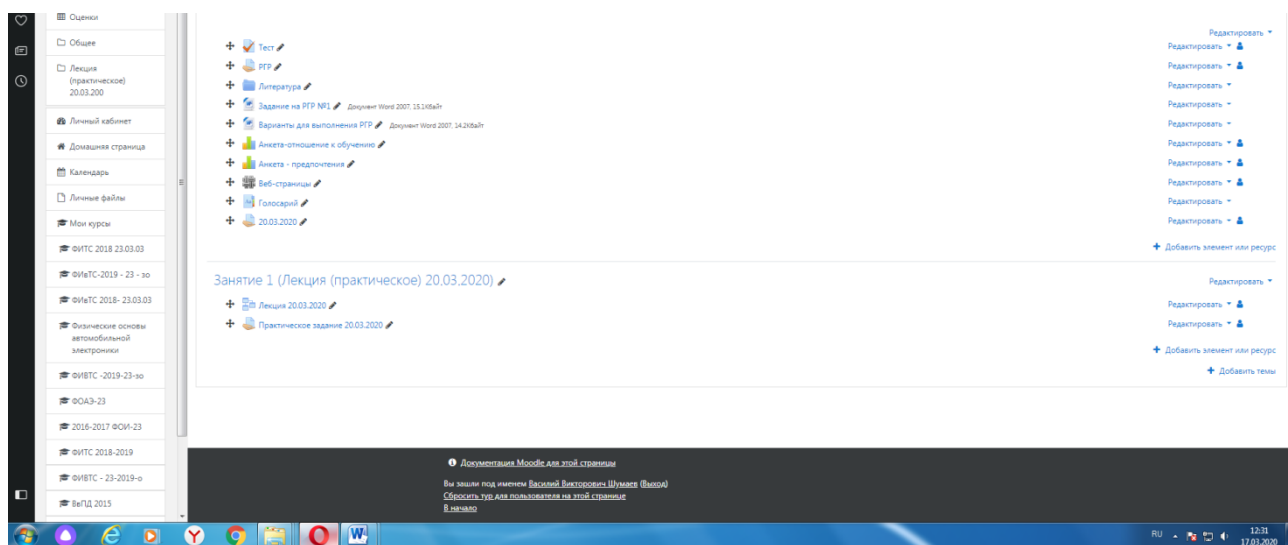 Оценки
Общее
Лекция
(практическое)
20.03.200
Личный кабинет
Домашняя страница
Календарь
Личные файлы
Мои курсы
ФИТС 2018 23.03.03
ФИвТС-2019 - 23 - зо
ФИвТС 2018- 23.03.03
Физические основы
автомобильной
электроники
ФИВТС -2019-23-зо
ФОАЭ-23
2016-2017 ФОИ-23
ФИТС 2018-2019
ФИВТС - 23-2019-о
ВеПД 2015
Редактировать
Тест Редактировать
РГР Редактировать
Литература Редактировать
Задание на РГР №1 Документ Word 2007, 15.1Кбайт Редактировать
Варианты для выполнения РГР Документ Word 2007, 14.2Кбайт Редактировать
Анкета-отношение к обучению Редактировать
Анкета - предпочтения Редактировать
Веб-страницы Редактировать
Голосарий Редактировать
20.03.2020 Редактировать
Добавить элемент или ресурс
Занятие 1 (Лекция (практическое) 20.03.2020) Редактировать
Лекция 20.03.2020 Редактировать
Практическое задание 20.03.2020 Редактировать
Добавить элемент или ресурс
Добавить темы
Документация Moodle для этой страницы
Вы зашли под именем Василий Викторович Шумаев (Выход)
Сбросить тур для пользователя на этой странице
В начало
RU 12:31
17.03.2020